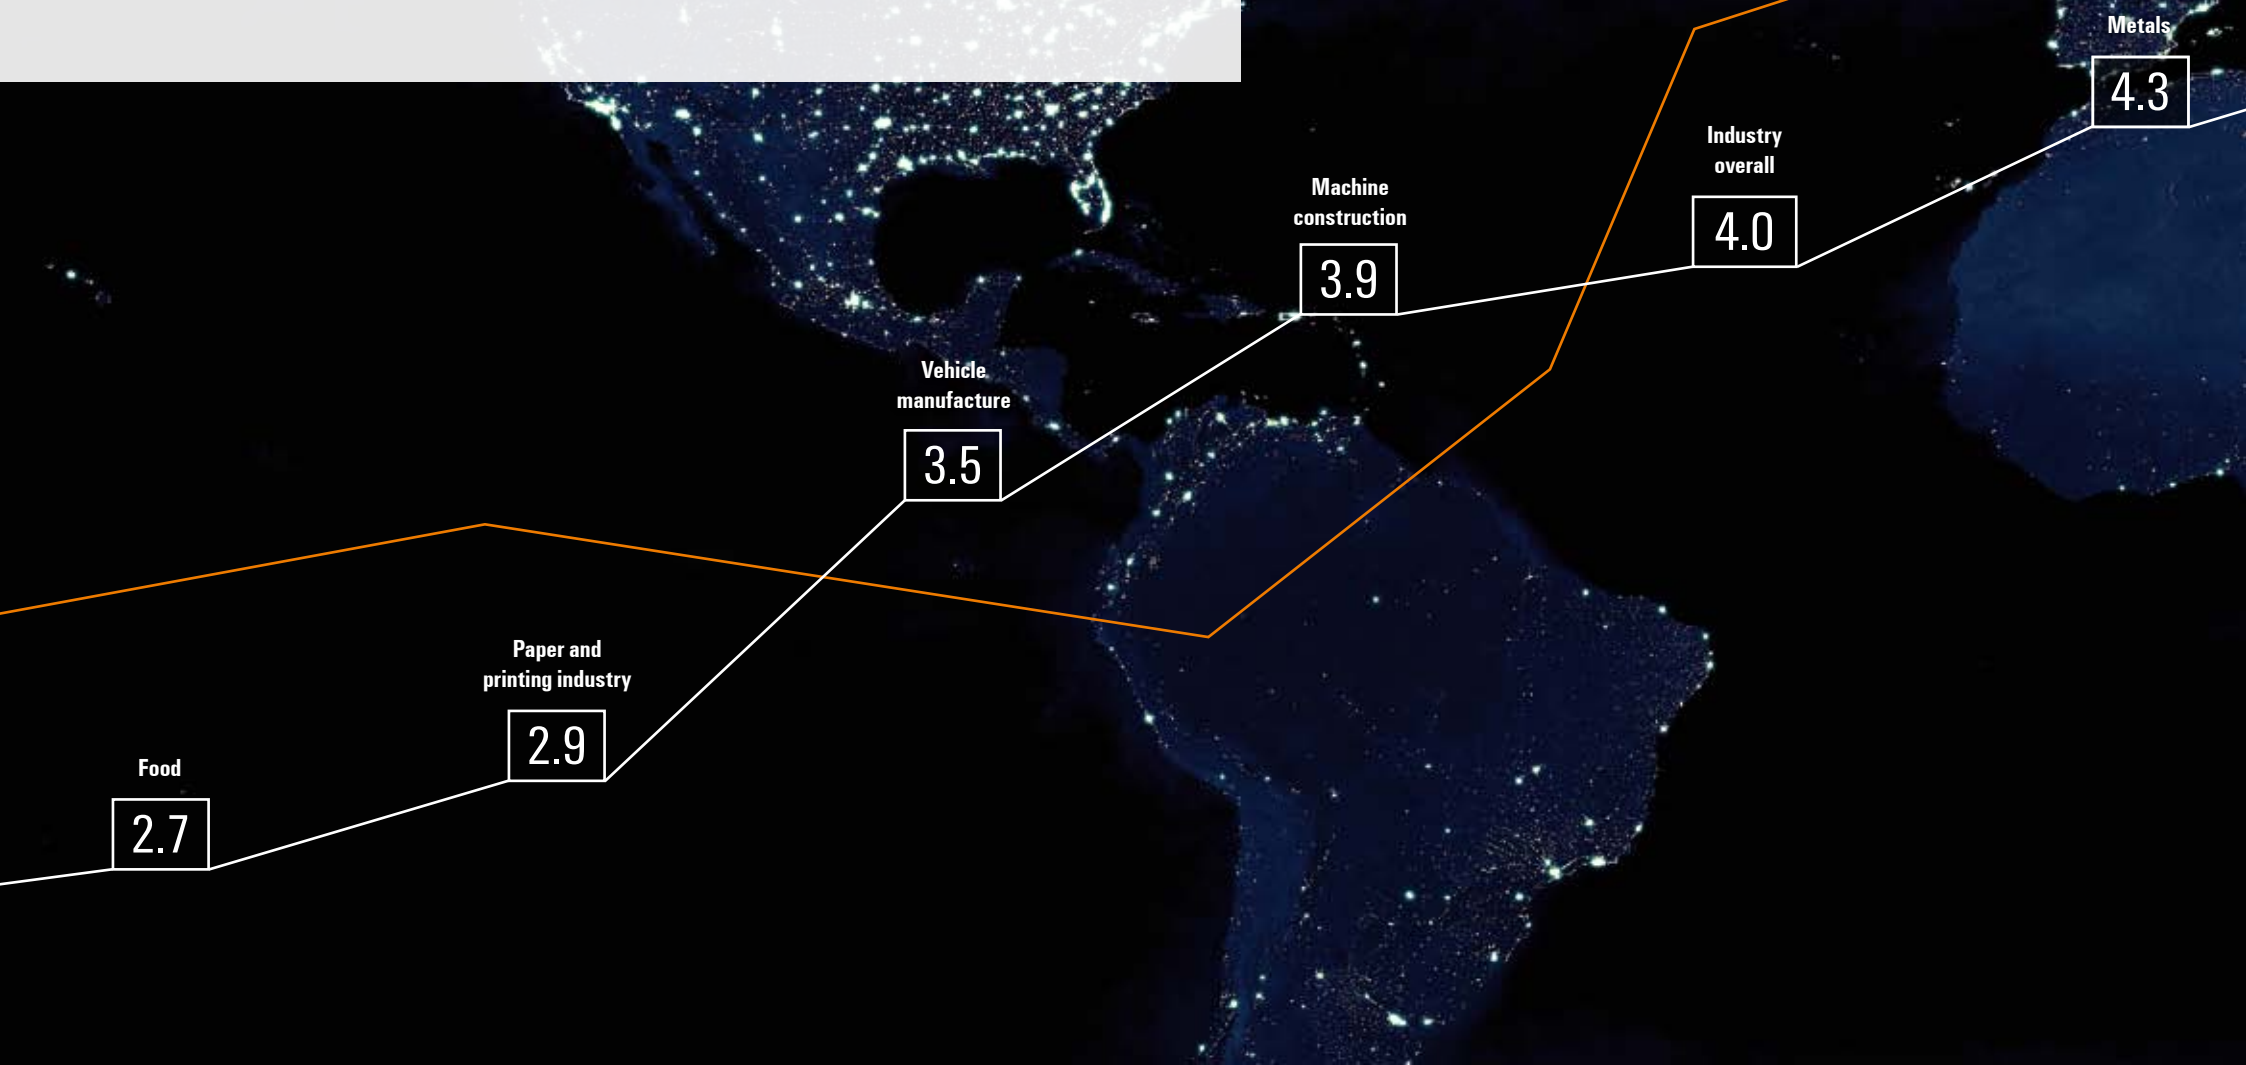 Metals
4.3
Industry
overall
4.0
Machine
construction
3.9
Vehicle
manufacture
3.5
Paper and
printing industry
2.9
Food
2.7